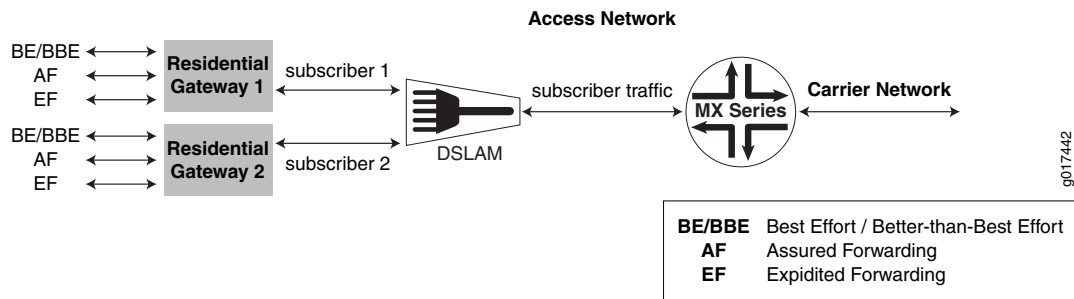 Access Network
BE/BBE
AF
EF
Residential
Gateway 1
subscriber 1
BE/BBE
AF
EF
Residential
Gateway 2
subscriber 2
DSLAM
subscriber traffic
MX Series
Carrier Network
g017442
BE/BBE Best Effort / Better-than-Best Effort
AF Assured Forwarding
EF Expidited Forwarding